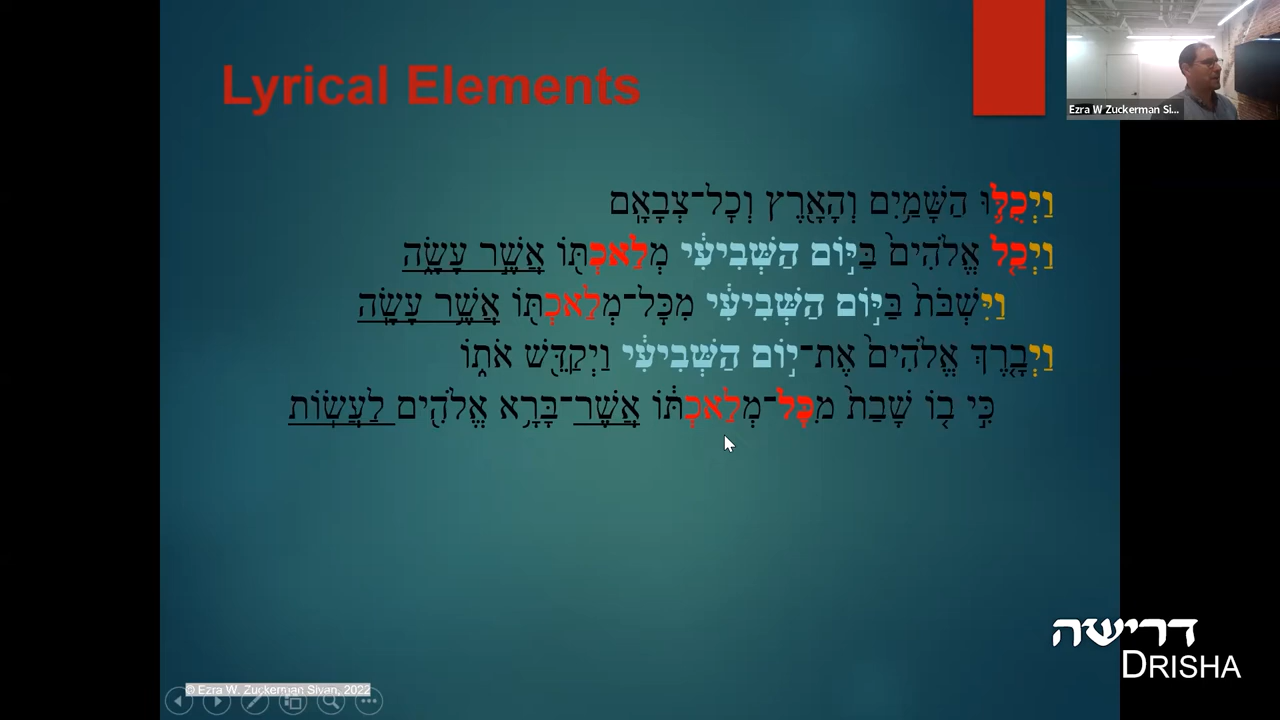 Lyrical Elements
Ezra W Zuckerman Si...
וַיְכֻלּ֛וּ הַשָּׁמַ֥יִם וְהָאָ֖רֶץ וְכׇל־צְבָאָֽם
וַיְכַ֤ל אֱלֹהִים֙ בַּיּ֣וֹם הַשְּׁבִיעִ֔י מְלַאכְתּ֖וֹ אֲשֶׁ֣ר עָשָׂ֑ה
וַיִּשְׁבֹּת֙ בַּיּ֣וֹם הַשְּׁבִיעִ֔י מִכׇּל־מְלַאכְתּ֖וֹ אֲשֶׁ֥ר עָשָֽׂה
וַיְבָ֤רֶךְ אֱלֹהִים֙ אֶת־י֣וֹם הַשְּׁבִיעִ֔י וַיְקַדֵּ֖שׁ אֹת֑וֹ
כִּ֣י ב֤וֹ שָׁבַת֙ מִכׇּל־מְלַאכְתּ֔וֹ אֲשֶׁר־בָּרָ֥א אֱלֹהִ֖ים לַעֲשֽׂוֹת
דרישה
DRISHA
© Ezra W. Zuckerman Sivan, 2022